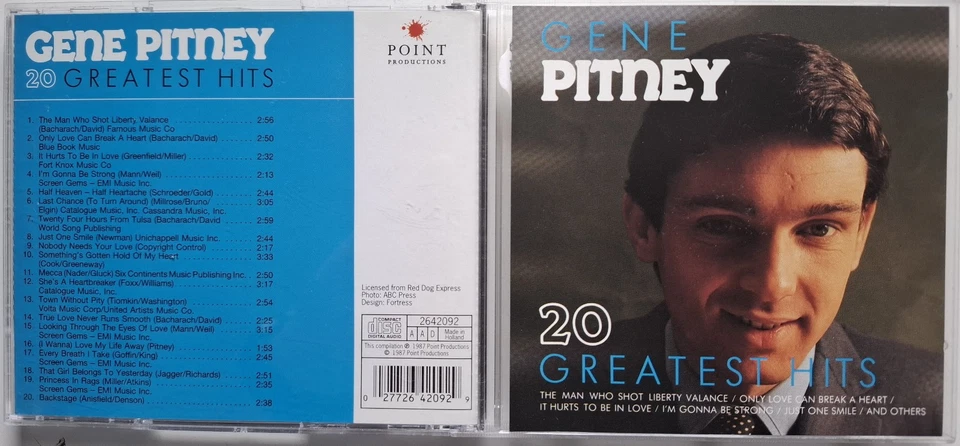 GENE PITNEY
20 GREATEST HITS
1. The Man Who Shot Liberty Valance 2:56
(Bacharach/David) Famous Music Co
2. Only Love Can Break A Heart (Bacharach/David) 2:50
Blue Book Music
3. It Hurts To Be In Love (Greenfield/Miller) 2:32
Fort Knox Music Co
4. I'm Gonna Be Strong (Mann/Weil) 2:13
Screen Gems – EMI Music Inc.
5. Half Heaven – Half Heartache (Schroeder/Gold) 2:44
6. Last Chance (To Turn Around) (Millrose/Bruno/ 3:05
Elgin) Catalogue Music, Inc. Cassandra Music, Inc.
7. Twenty Four Hours From Tulsa (Bacharach/David 2:59
World Song Publishing
8. Just One Smile (Newman) Unichappell Music Inc. 2:44
9. Nobody Needs Your Love (Copyright Control) 2:17
10. Something's Gotten Hold Of My Heart 3:33
(Cook/Greneway)
11. Mecca (Nader/Gluck) Six Continents Music Publishing Inc. 2:50
12. She's A Heartbreaker (Foxx/Williams) 3:17
Catalogue Music, Inc.
13. Town Without Pity (Tiomkin/Washington) 2:54
Volta Music Corp/United Artists Music Co.
14. True Love Never Runs Smooth (Bacharach/David) 2:25
15. Looking Through The Eyes Of Love (Mann/Weil) 3:15
Screen Gems – EMI Music Inc.
16. (I Wanna) Love My Life Away (Pitney) 1:53
17. Every Breath I Take (Goffin/King) 2:45
Screen Gems – EMI Music Inc.
18. That Girl Belongs To Yesterday (Jagger/Richards) 2:51
19. Princess In Rags (Miller/Atkins) 2:35
Screen Gems – EMI Music Inc.
20. Backstage (Anisfield/Denson) 2:38
POINT
PRODUCTIONS
Licensed from Red Dog Express
Photo: ABC Press
Design: Fortress
COMPACT
disc
DIGITAL AUDIO
2642092
A A D
Made in
Holland
This compilation ℗ 1987 Point Productions
© 1987 Point Productions
0 27726 42092 9
GENE
PITNEY
20
GREATEST HITS
THE MAN WHO SHOT LIBERTY VALANCE / ONLY LOVE CAN BREAK A HEART /
IT HURTS TO BE IN LOVE / I'M GONNA BE STRONG / JUST ONE SMILE / AND OTHERS